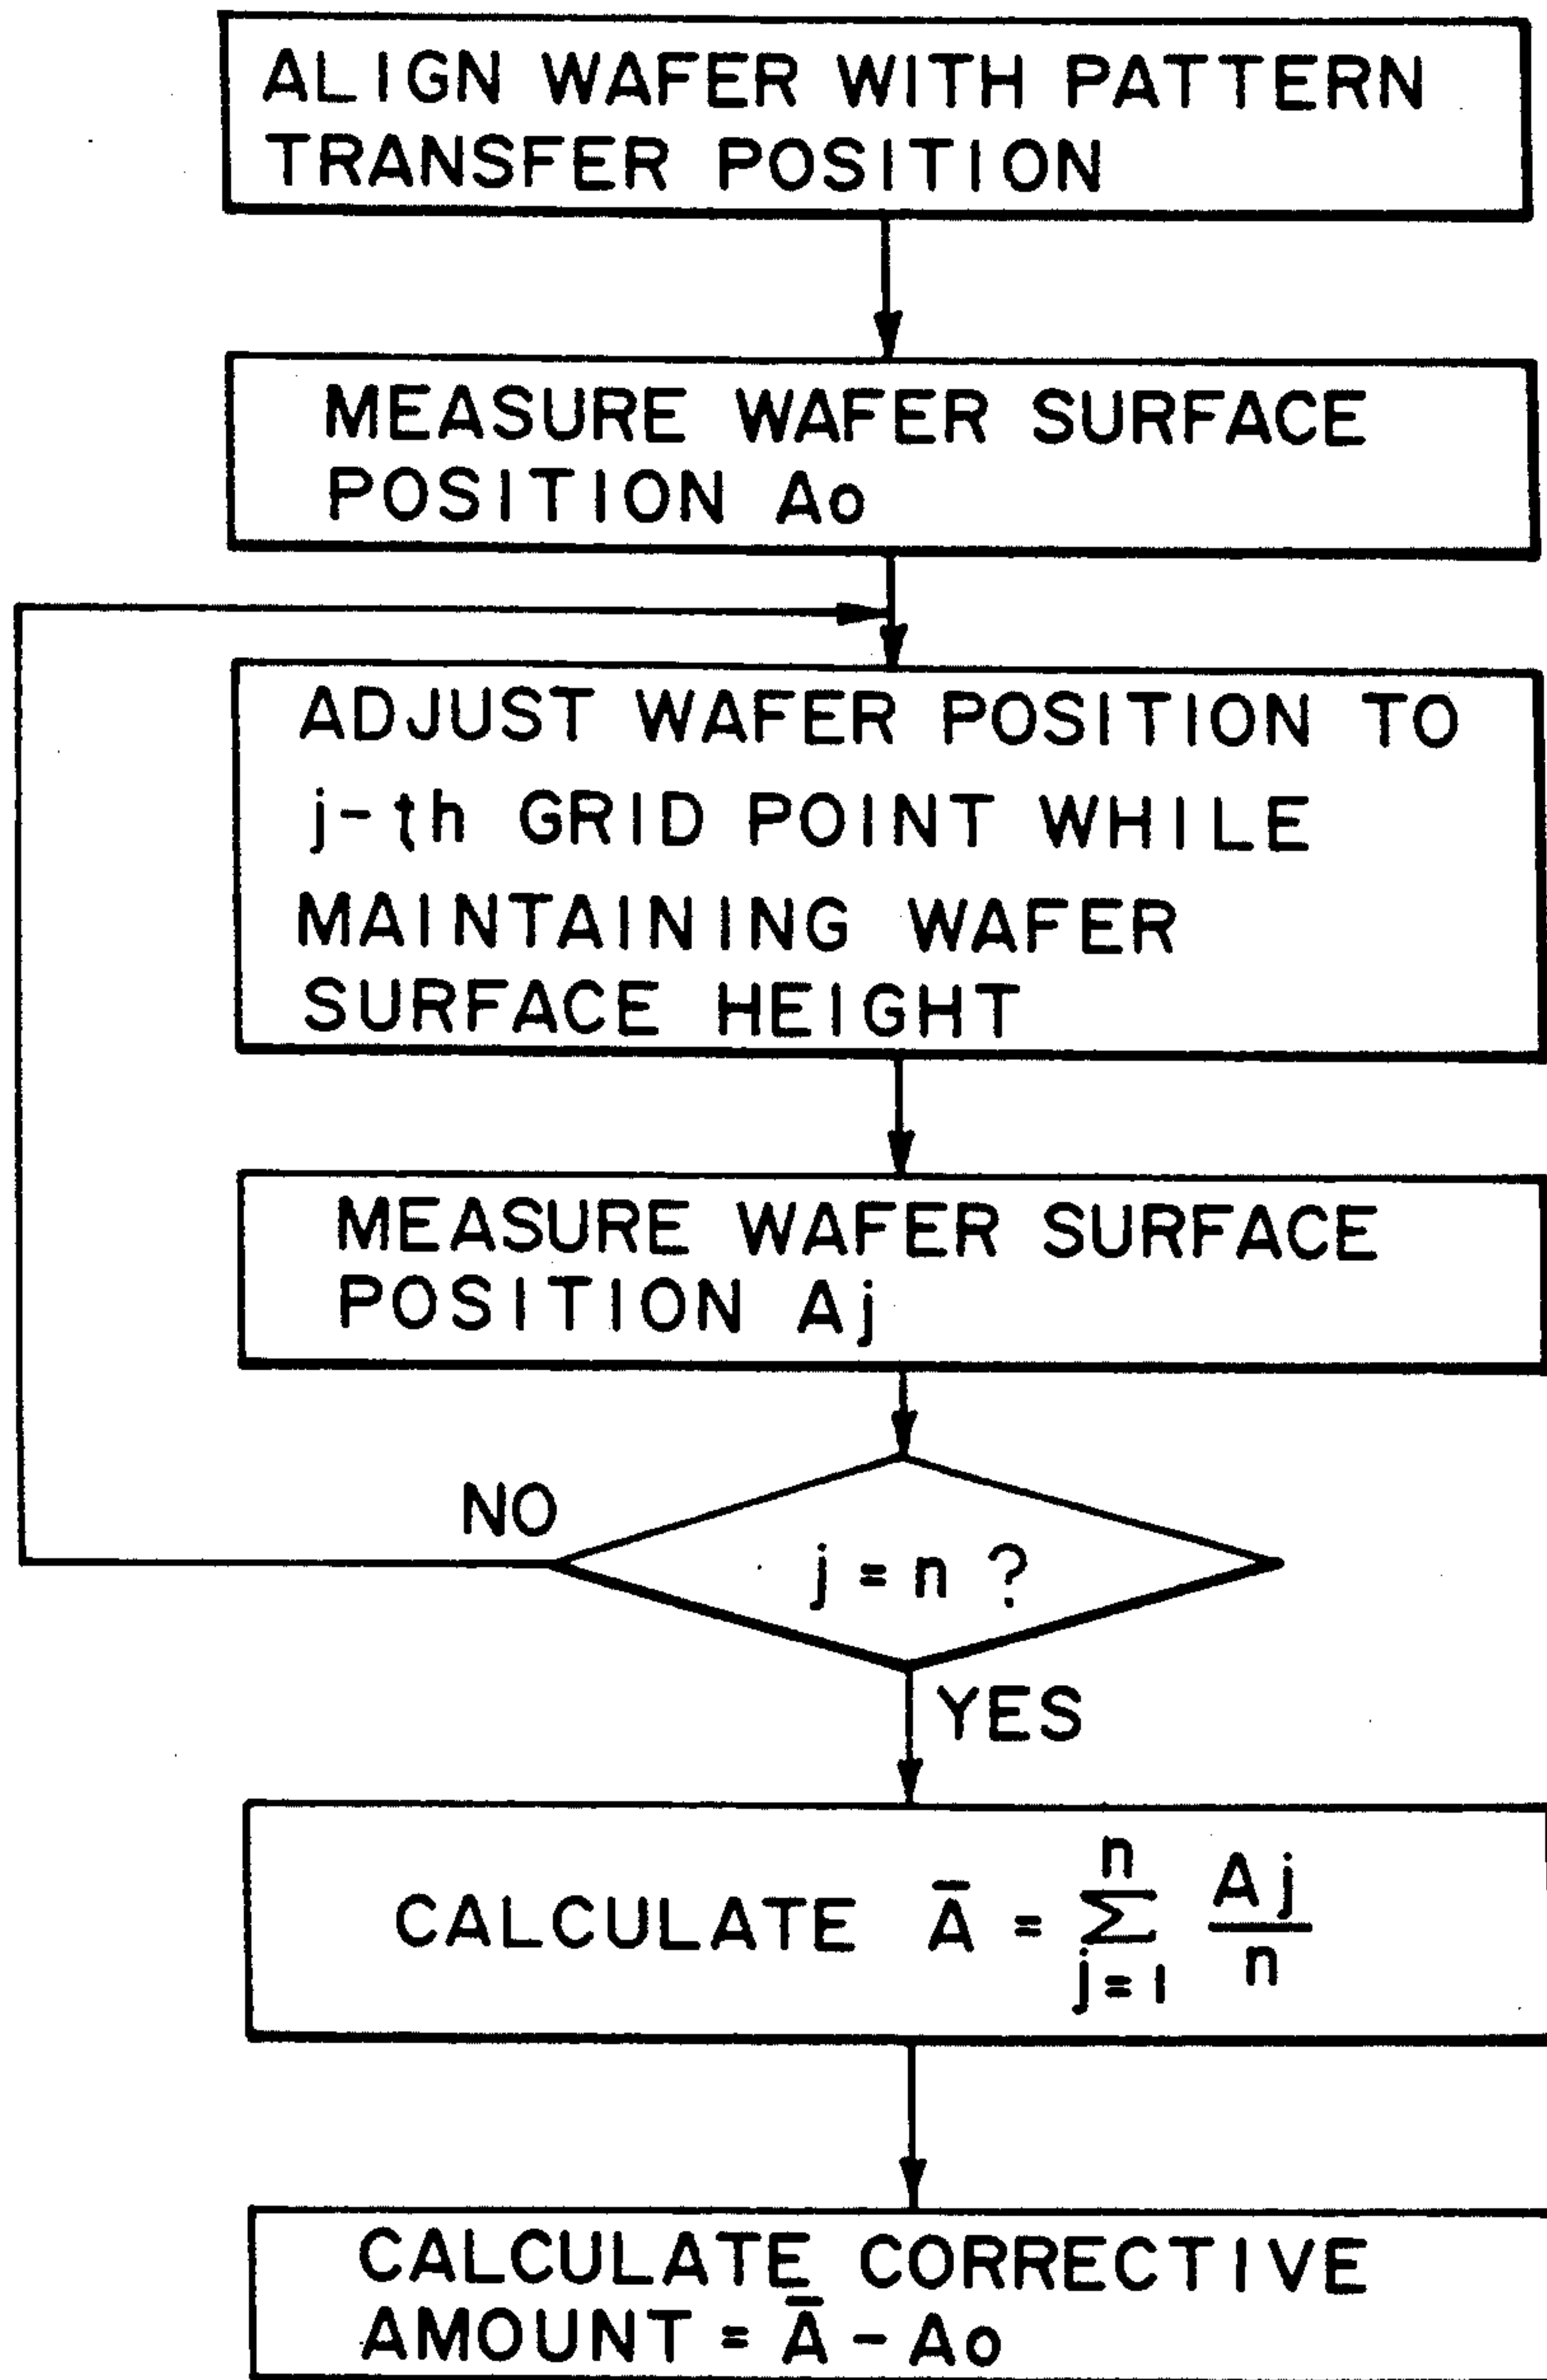 ALIGN WAFER WITH PATTERN
TRANSFER POSITION
MEASURE WAFER SURFACE
POSITION Ao
ADJUST WAFER POSITION TO
j-th GRID POINT WHILE
MAINTAINING WAFER
SURFACE HEIGHT
MEASURE WAFER SURFACE
POSITION Aj
NO
j = n ?
YES
CALCULATE Ā = n∑j=1 Aj/n
CALCULATE CORRECTIVE
AMOUNT = Ā - Ao